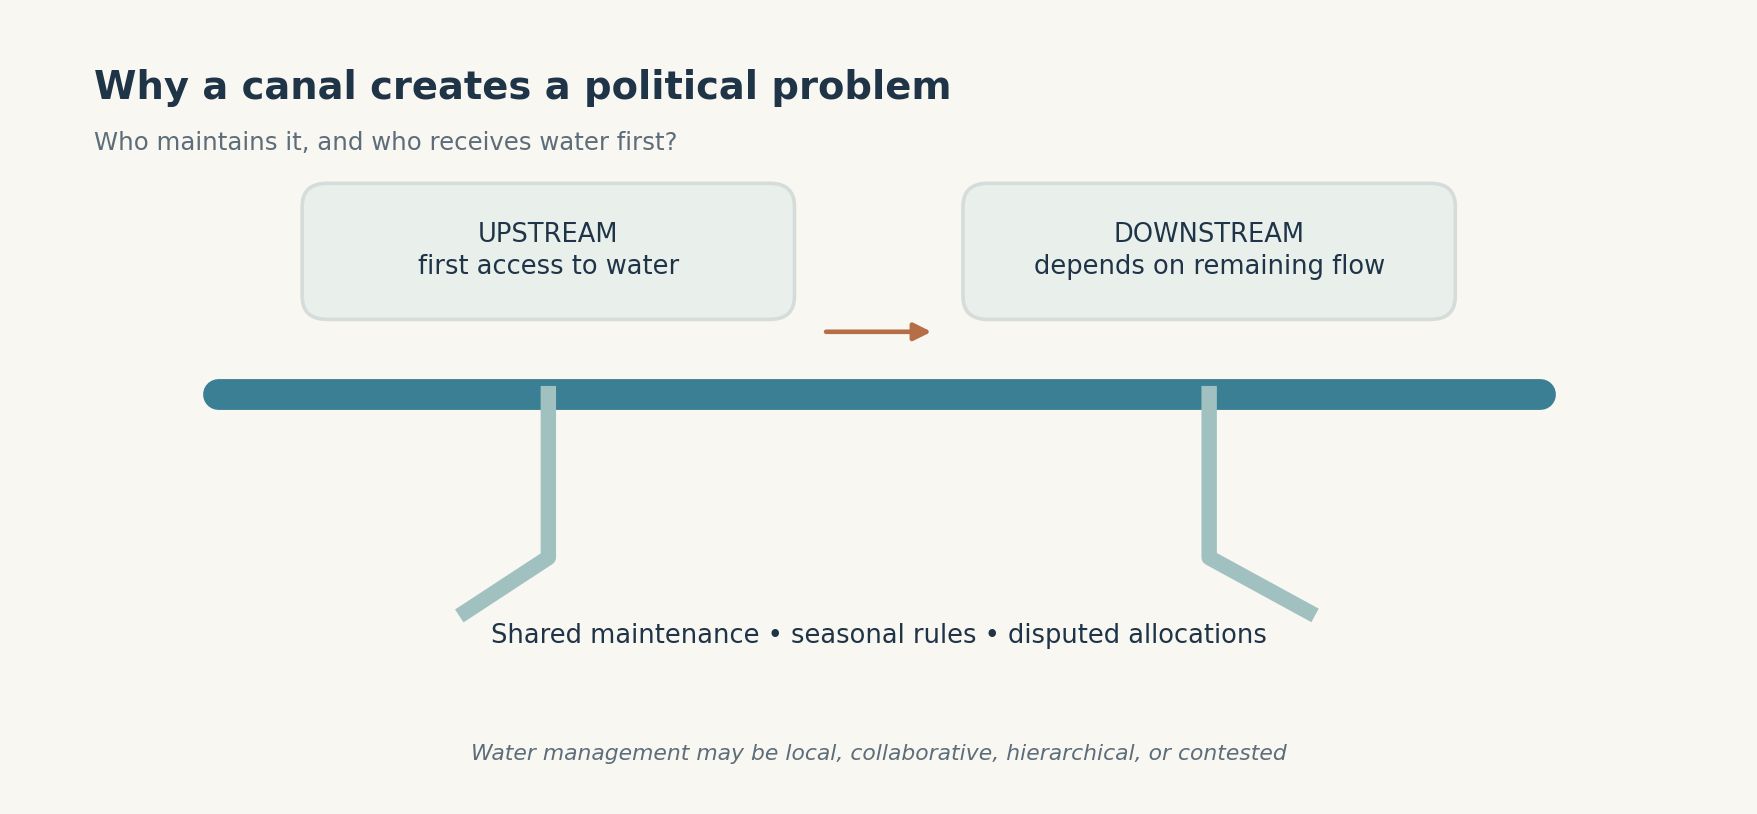 Why a canal creates a political problem
Who maintains it, and who receives water first?
UPSTREAM
first access to water
DOWNSTREAM
depends on remaining flow
Shared maintenance • seasonal rules • disputed allocations
Water management may be local, collaborative, hierarchical, or contested